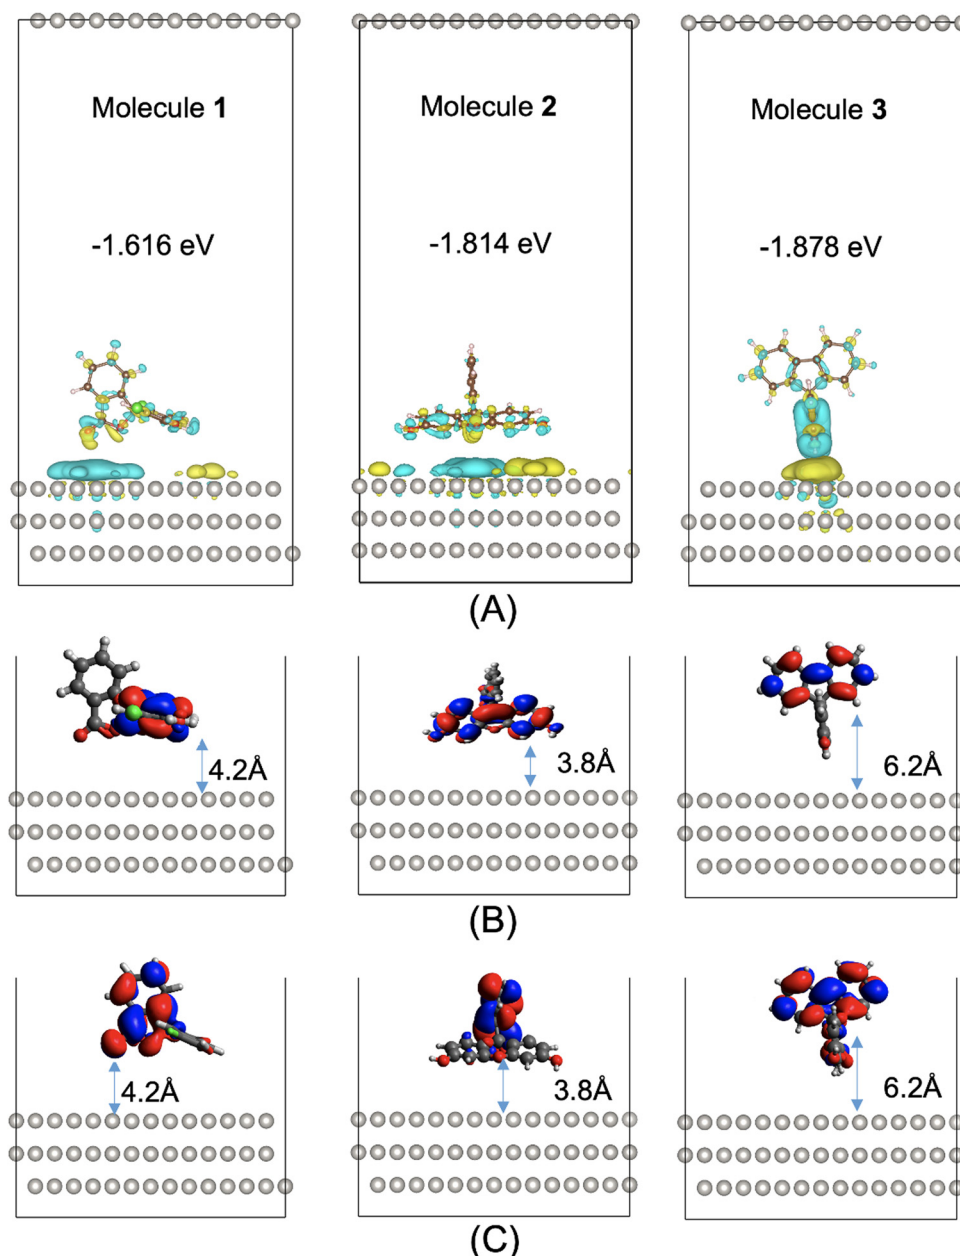 Molecule 1
Molecule 2
Molecule 3
-1.616 eV
-1.814 eV
-1.878 eV
(A)
4.2Å
3.8Å
6.2Å
(B)
4.2Å
3.8Å
6.2Å
(C)